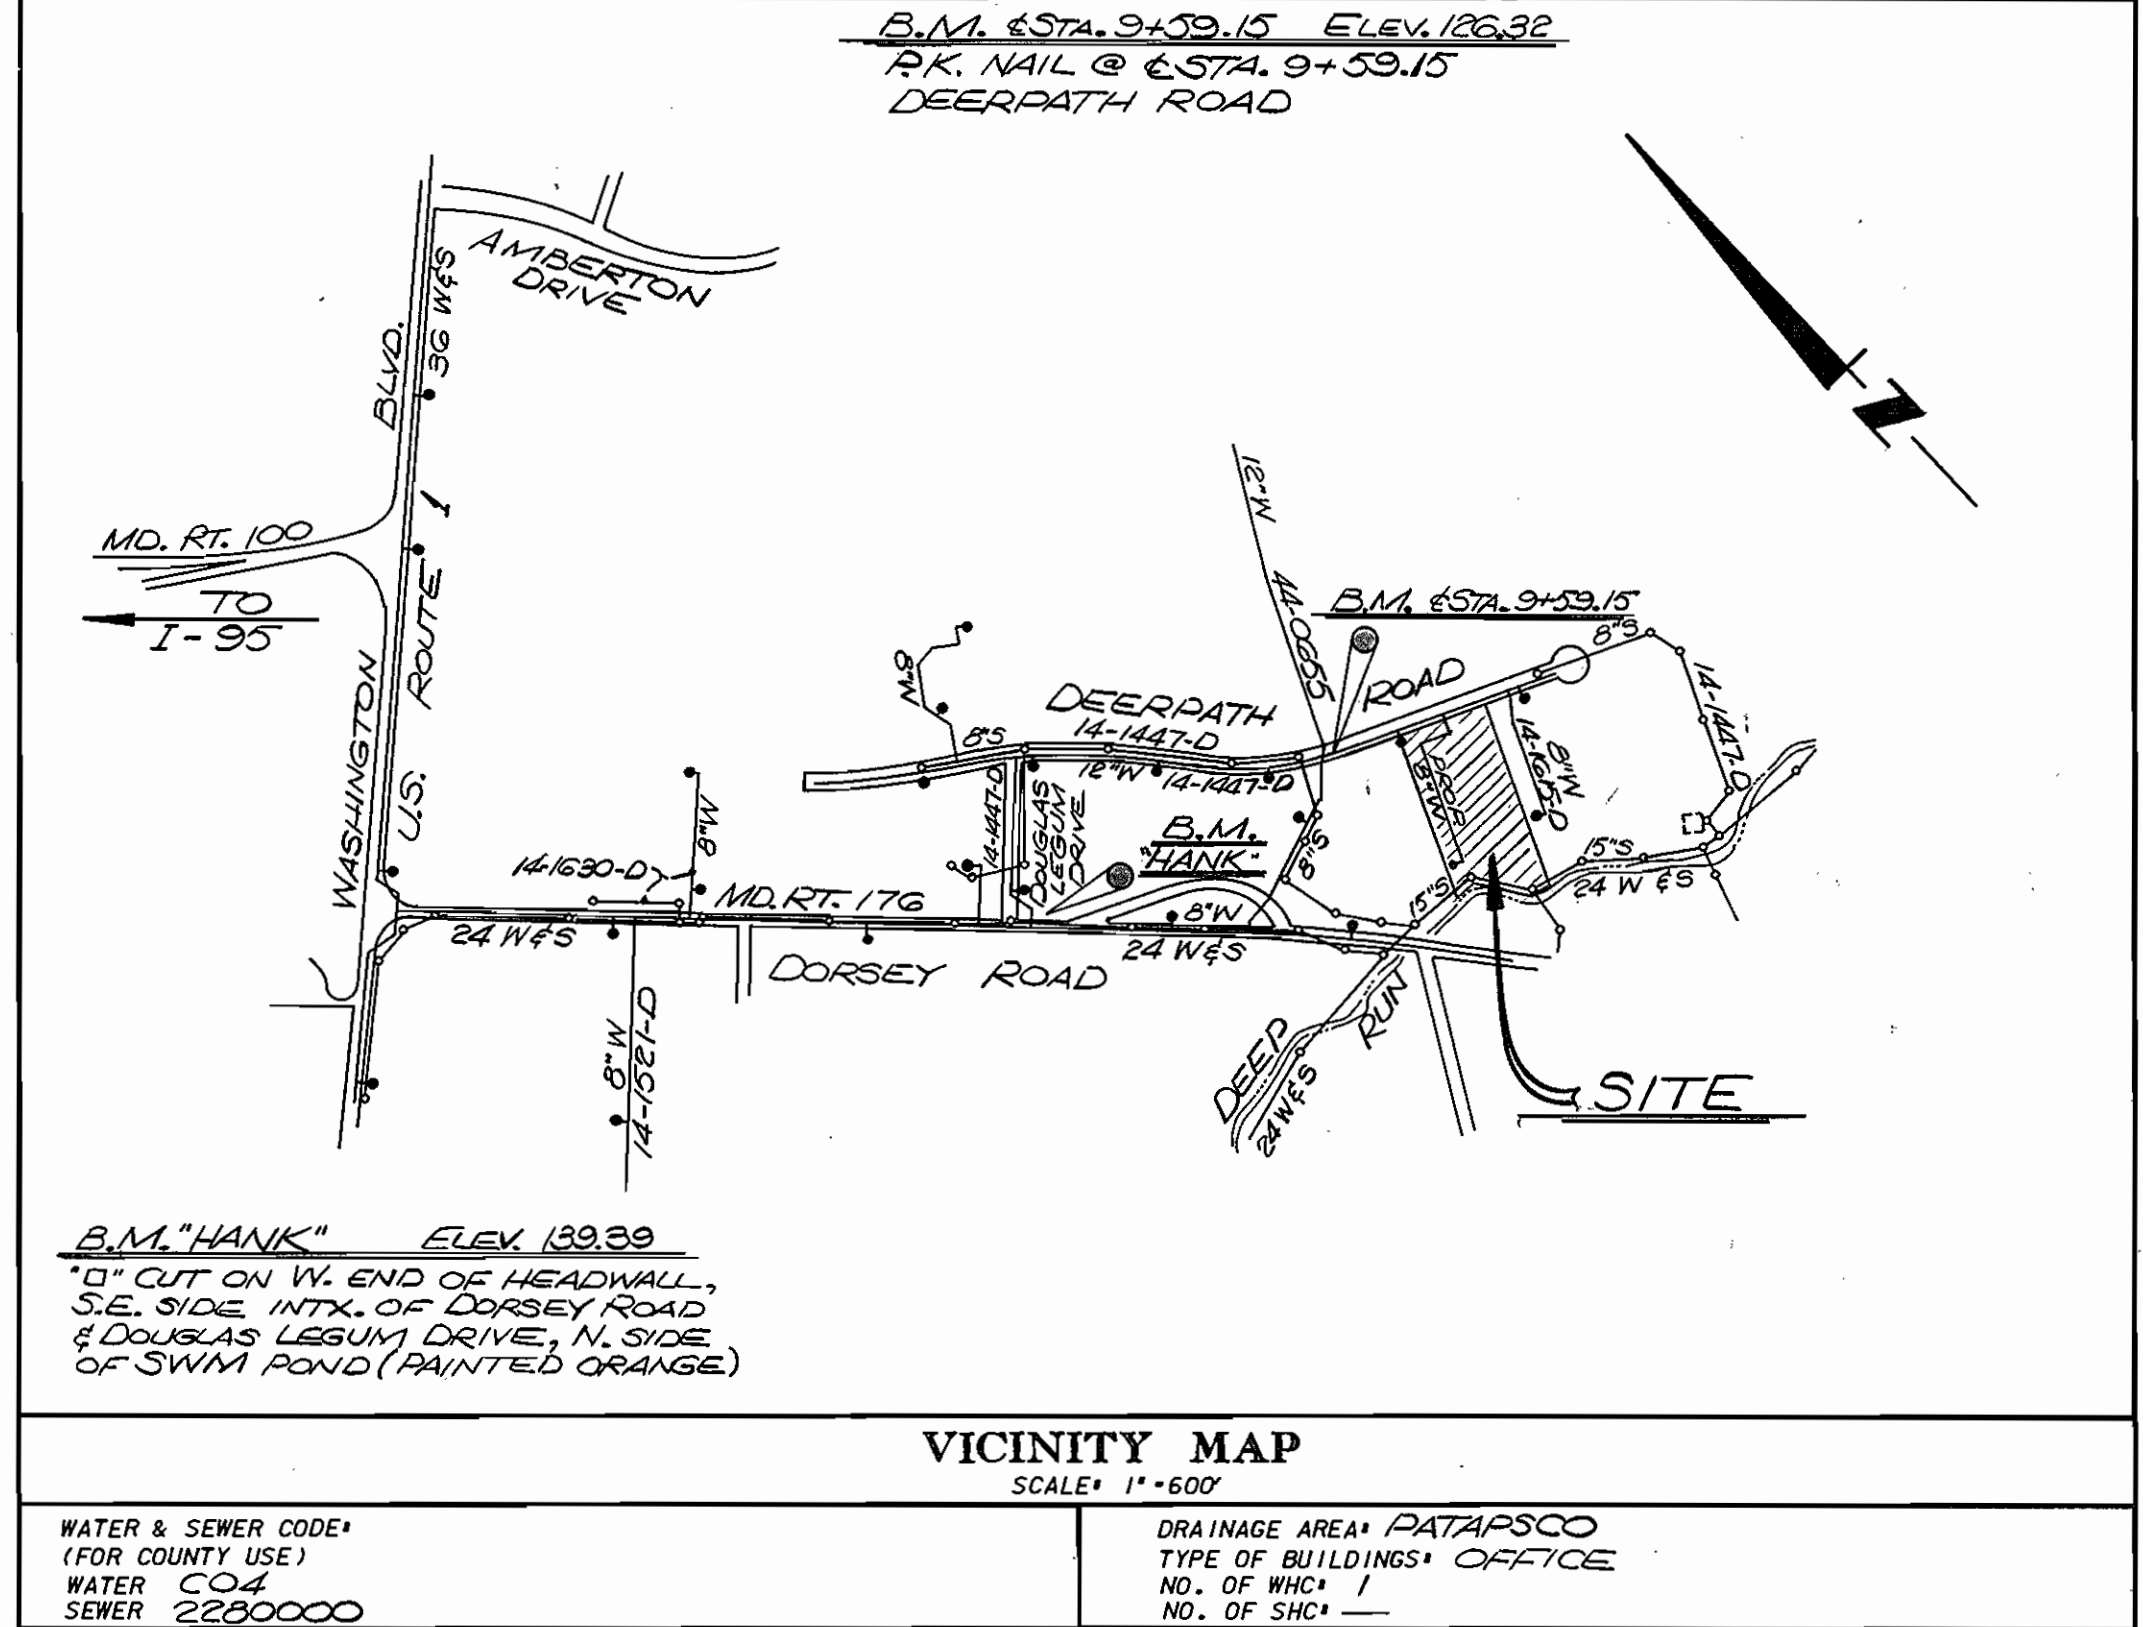 B.M. ℄STA. 9+59.15 ELEV. 126.32
P.K. NAIL @ ℄STA. 9+59.15
DEERPATH ROAD
AMBERTON
DRIVE
36 W&S
BLVD.
WASHINGTON
U.S. ROUTE 1
MD. RT. 100
TO
I-95
N
12"W
44-0655
B.M. ℄STA. 9+59.15
8"S
14-1447-D
8"W
DEERPATH ROAD
14-1447-D
8"S
12"W
14-1447-D
14-1447-D
DOUGLAS
LEGUM
DRIVE
B.M.
"HANK"
8"S
PROP.
8"W
8"W
14-1615-D
15"S
24 W&S
15"S
14-1630-D
8"W
MD. RT. 176
24 W&S
8"W
24 W&S
DORSEY ROAD
8"W
14-1521-D
DEEP RUN
24 W&S
SITE
B.M. "HANK" ELEV. 139.39
"□" CUT ON W. END OF HEADWALL,
S.E. SIDE INTX. OF DORSEY ROAD
& DOUGLAS LEGUM DRIVE, N. SIDE
OF SWM POND (PAINTED ORANGE)
VICINITY MAP
SCALE: 1"=600'
WATER & SEWER CODE:
(FOR COUNTY USE)
WATER C04
SEWER 2280000
DRAINAGE AREA: PATAPSCO
TYPE OF BUILDINGS: OFFICE
NO. OF WHC: 1
NO. OF SHC: —